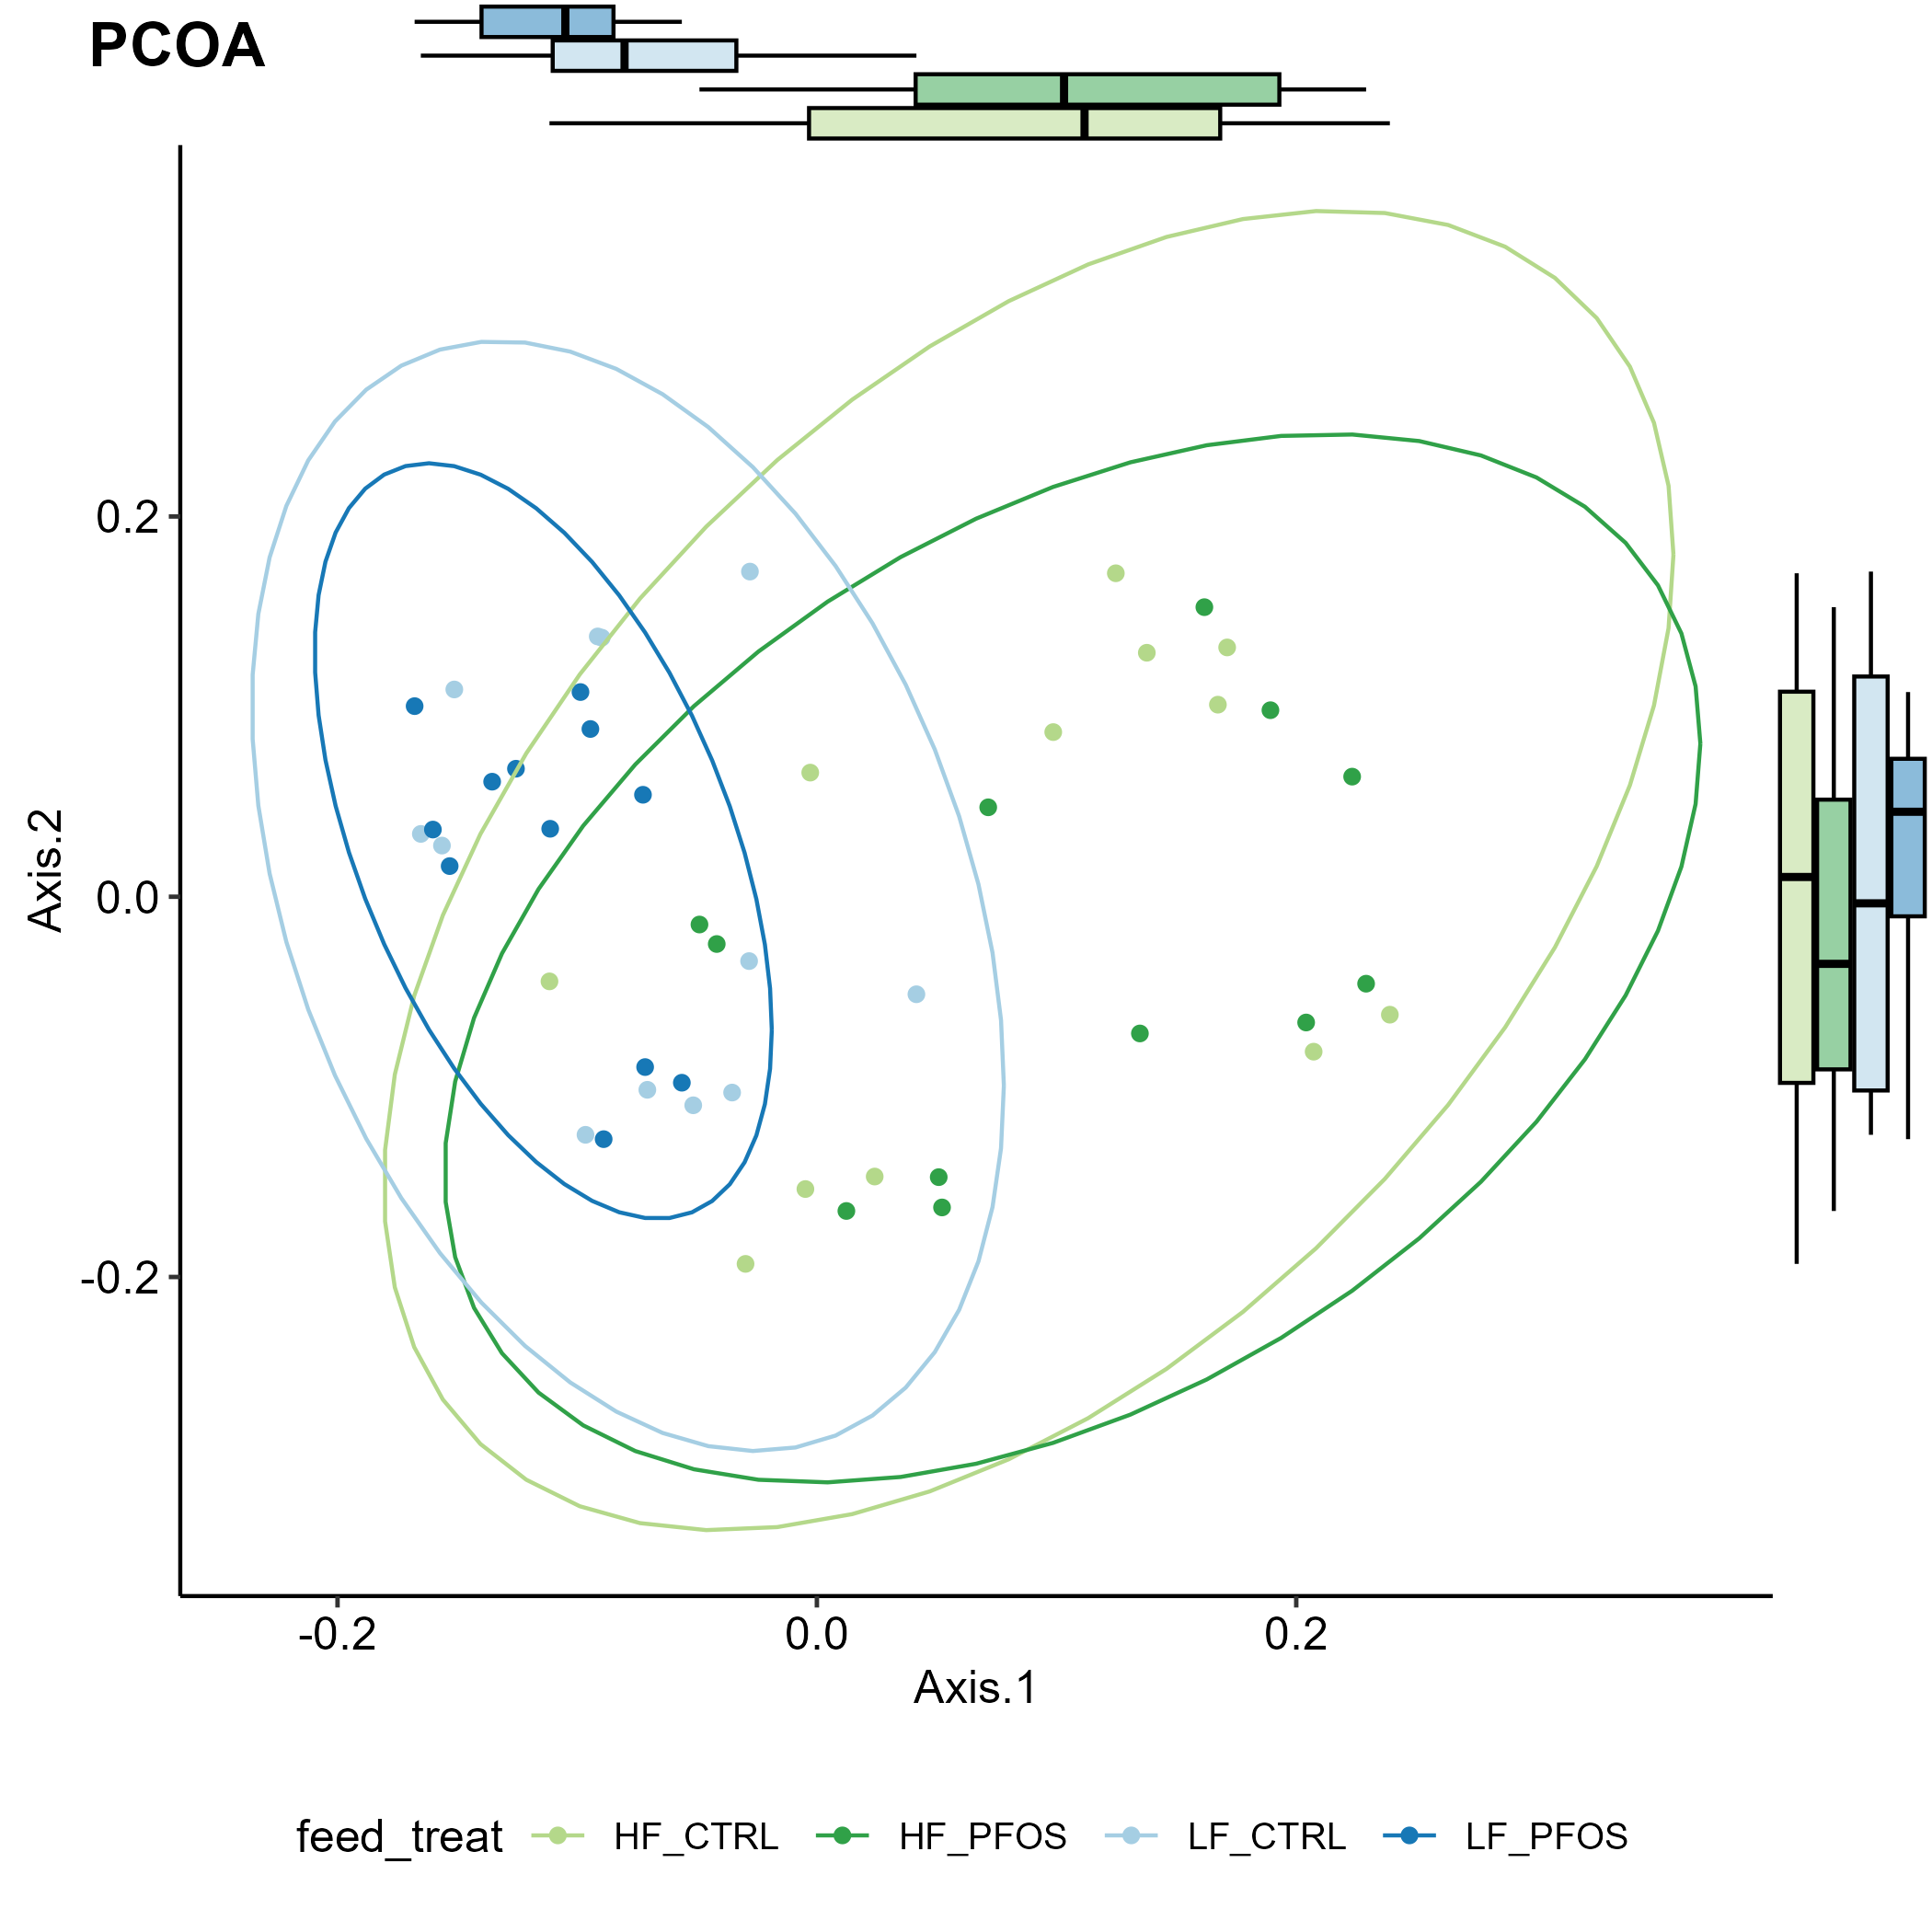 PCOA
0.2
0.0
-0.2
Axis.2
-0.2 0.0 0.2
Axis.1
feed_treat HF_CTRL HF_PFOS LF_CTRL LF_PFOS